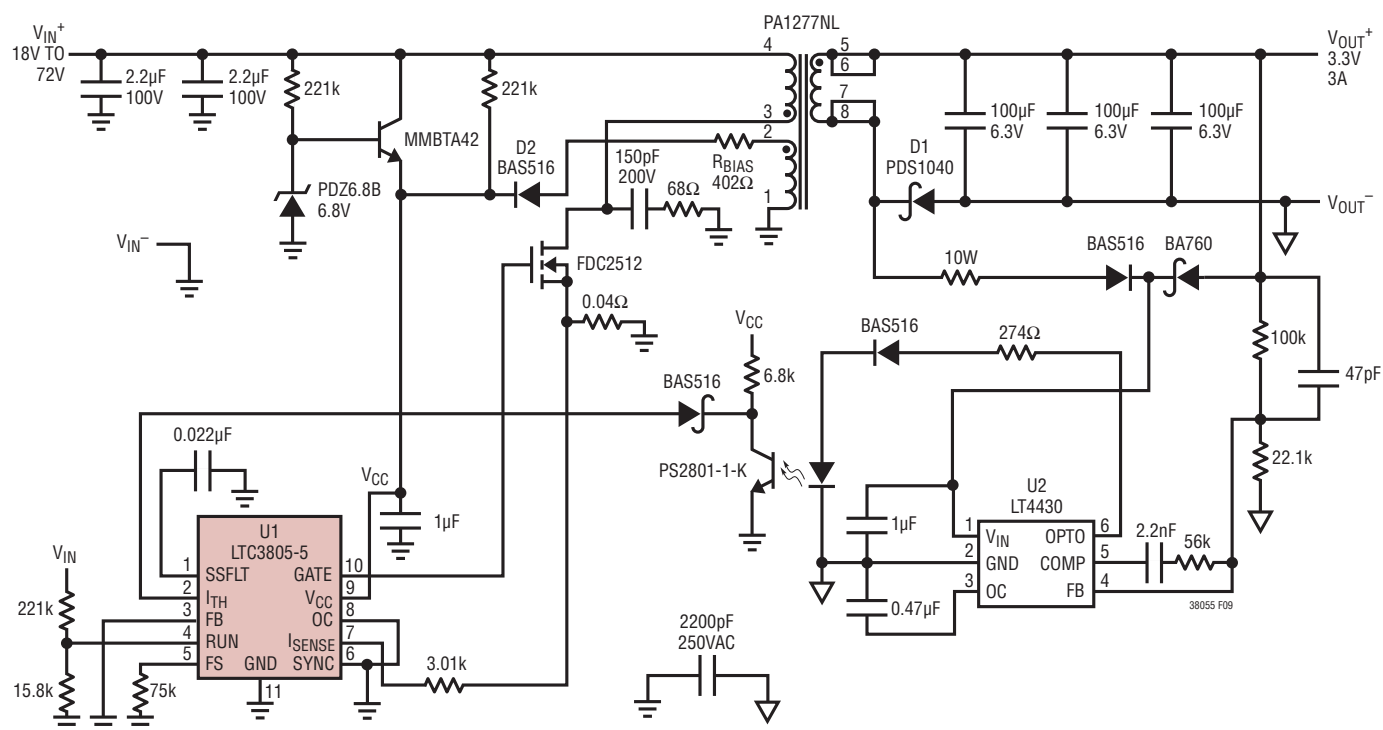 PA1277NL
VIN+
18V TO
72V
2.2µF
100V
2.2µF
100V
221k
MMBTA42
221k
4
3
2
1
5
6
7
8
VOUT+
3.3V
3A
100µF
6.3V
100µF
6.3V
100µF
6.3V
D1
PDS1040
VOUT−
D2
BAS516
RBIAS
402Ω
150pF
200V
68Ω
PDZ6.8B
6.8V
VIN−
FDC2512
0.04Ω
10W
BAS516
BA760
BAS516
274Ω
100k
47pF
22.1k
VCC
6.8k
BAS516
PS2801-1-K
0.022µF
VCC
1µF
U1
LTC3805-5
1 SSFLT
2 ITH
3 FB
4 RUN
5 FS
GND
11
GATE 10
VCC 9
OC 8
ISENSE 7
SYNC 6
VIN
221k
15.8k
75k
3.01k
2200pF
250VAC
1µF
0.47µF
U2
LT4430
1 VIN
2 GND
3 OC
OPTO 6
COMP 5
FB 4
2.2nF
56k
38055 F09